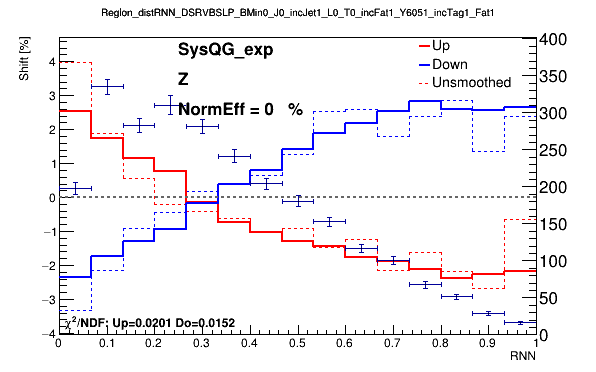 Region_distRNN_DSRVBSLP_BMin0_J0_incJet1_L0_T0_incFat1_Y6051_incTag1_Fat1
Shift [%]
SysQG_exp
Z
NormEff = 0 %
Up
Down
Unsmoothed
4
3
2
1
0
−1
−2
−3
−4
400
350
300
250
200
150
100
50
0
χ²/NDF: Up=0.0201 Do=0.0152
0 0.1 0.2 0.3 0.4 0.5 0.6 0.7 0.8 0.9 1
RNN